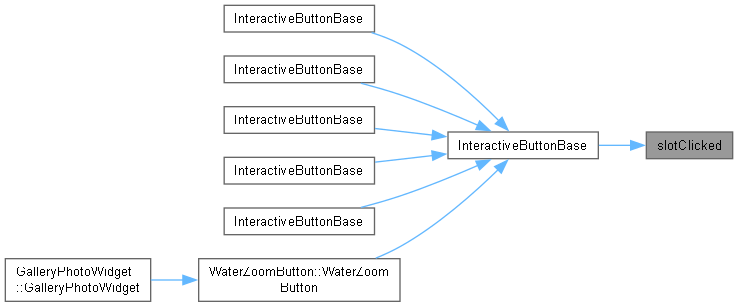 InteractiveButtonBase
InteractiveButtonBase
InteractiveButtonBase
InteractiveButtonBase
slotClicked
InteractiveButtonBase
InteractiveButtonBase
GalleryPhotoWidget
::GalleryPhotoWidget
WaterZoomButton::WaterZoom
Button